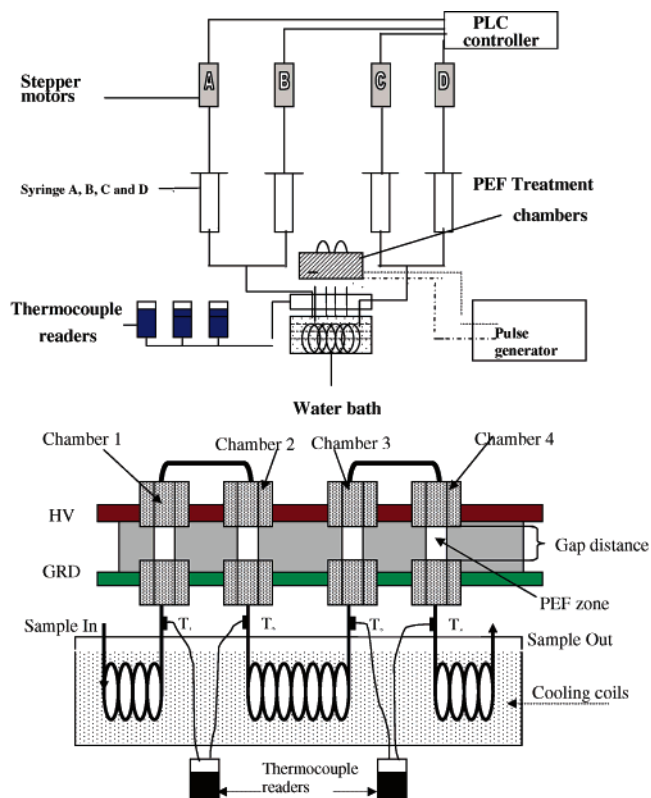 PLC
controller
A B C D
Stepper
motors
Syringe A, B, C and D
PEF Treatment
chambers
Thermocouple
readers
Pulse
generator
Water bath
Chamber 1
Chamber 2
Chamber 3
Chamber 4
HV
Gap distance
GRD
PEF zone
Sample In
T
T
T
T
Sample Out
Cooling coils
Thermocouple
readers